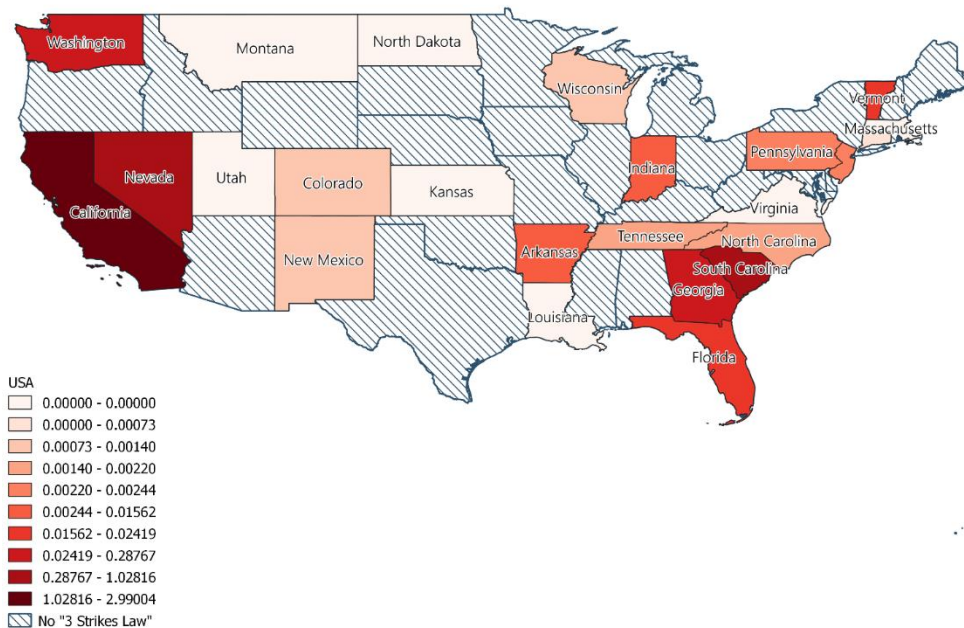 Washington
Montana
North Dakota
Wisconsin
Vermont
Massachusetts
Pennsylvania
Nevada
Utah
Colorado
Kansas
Indiana
Virginia
California
New Mexico
Arkansas
Tennessee
North Carolina
South Carolina
Georgia
Louisiana
Florida
USA
0.00000 - 0.00000
0.00000 - 0.00073
0.00073 - 0.00140
0.00140 - 0.00220
0.00220 - 0.00244
0.00244 - 0.01562
0.01562 - 0.02419
0.02419 - 0.28767
0.28767 - 1.02816
1.02816 - 2.99004
No "3 Strikes Law"